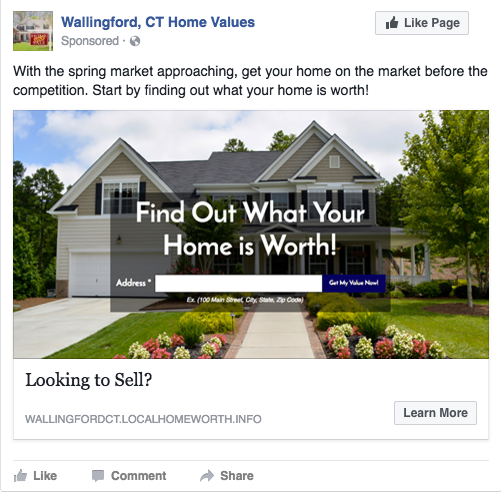 Wallingford, CT Home Values
Like Page
Sponsored ·
With the spring market approaching, get your home on the market before the
competition. Start by finding out what your home is worth!
Find Out What Your
Home is Worth!
Address *
Get My Value Now!
Ex. (100 Main Street, City, State, Zip Code)
Looking to Sell?
WALLINGFORDCT.LOCALHOMEWORTH.INFO
Learn More
Like
Comment
Share